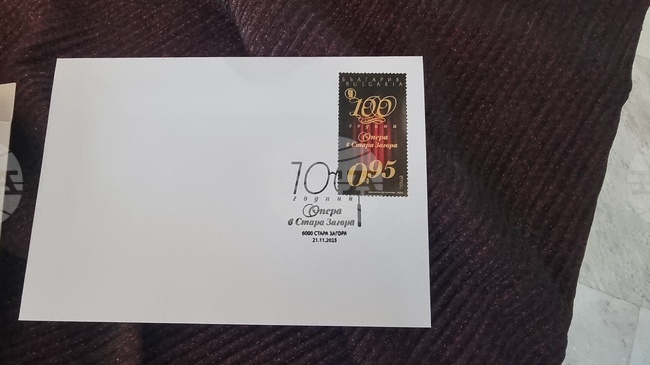 БЪЛГАРИЯ
BULGARIA
100
години
Опера
в Стара Загора
0.95
100
години
Опера
в Стара Загора
6000 СТАРА ЗАГОРА
21.11.2025